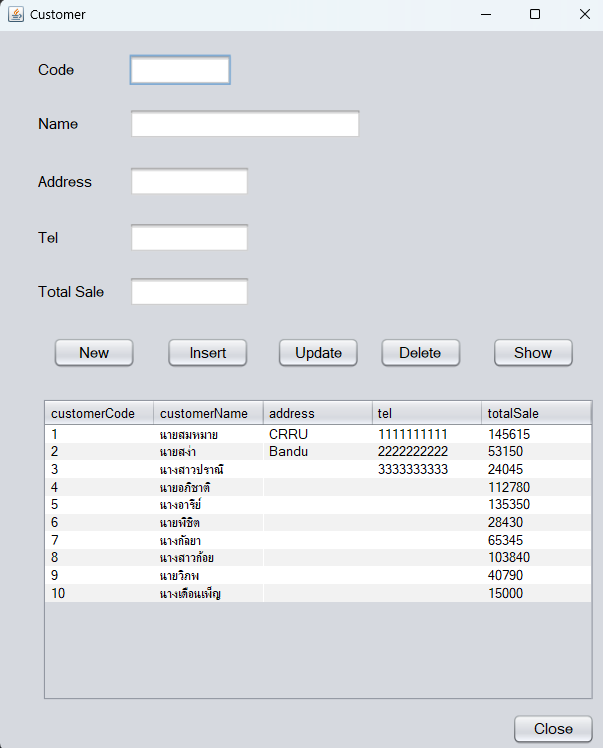 Customer
Code
Name
Address
Tel
Total Sale
New Insert Update Delete Show
customerCode customerName address tel totalSale
1 นายสมหมาย CRRU 1111111111 145615
2 นายสง่า Bandu 2222222222 53150
3 นางสาวปราณี 3333333333 24045
4 นายอภิชาติ 112780
5 นางอารีย์ 135350
6 นายพิชิต 28430
7 นางกัลยา 65345
8 นางสาวก้อย 103840
9 นายวิภพ 40790
10 นางเดือนเพ็ญ 15000
Close